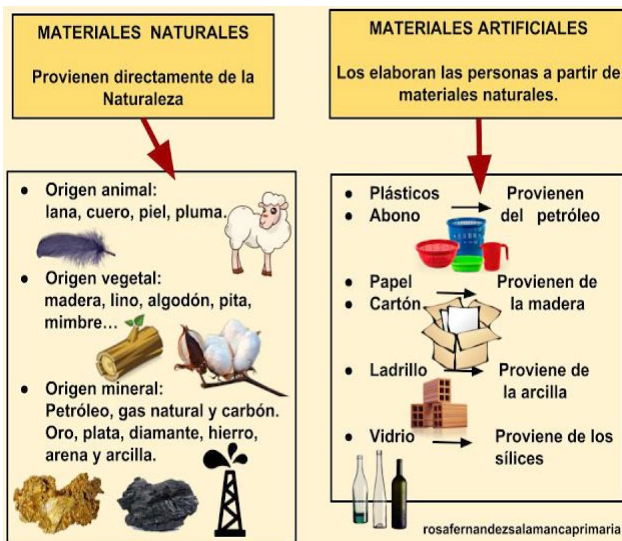 MATERIALES NATURALES
Provienen directamente de la
Naturaleza
● Origen animal:
lana, cuero, piel, pluma.
● Origen vegetal:
madera, lino, algodón, pita,
mimbre...
● Origen mineral:
Petróleo, gas natural y carbón.
Oro, plata, diamante, hierro,
arena y arcilla.
MATERIALES ARTIFICIALES
Los elaboran las personas a partir de
materiales naturales.
● Plásticos Provienen
● Abono del petróleo
● Papel Provienen de
● Cartón la madera
● Ladrillo Proviene de
la arcilla
● Vidrio Proviene de los
sílices
rosafernandezsalamancaprimaria